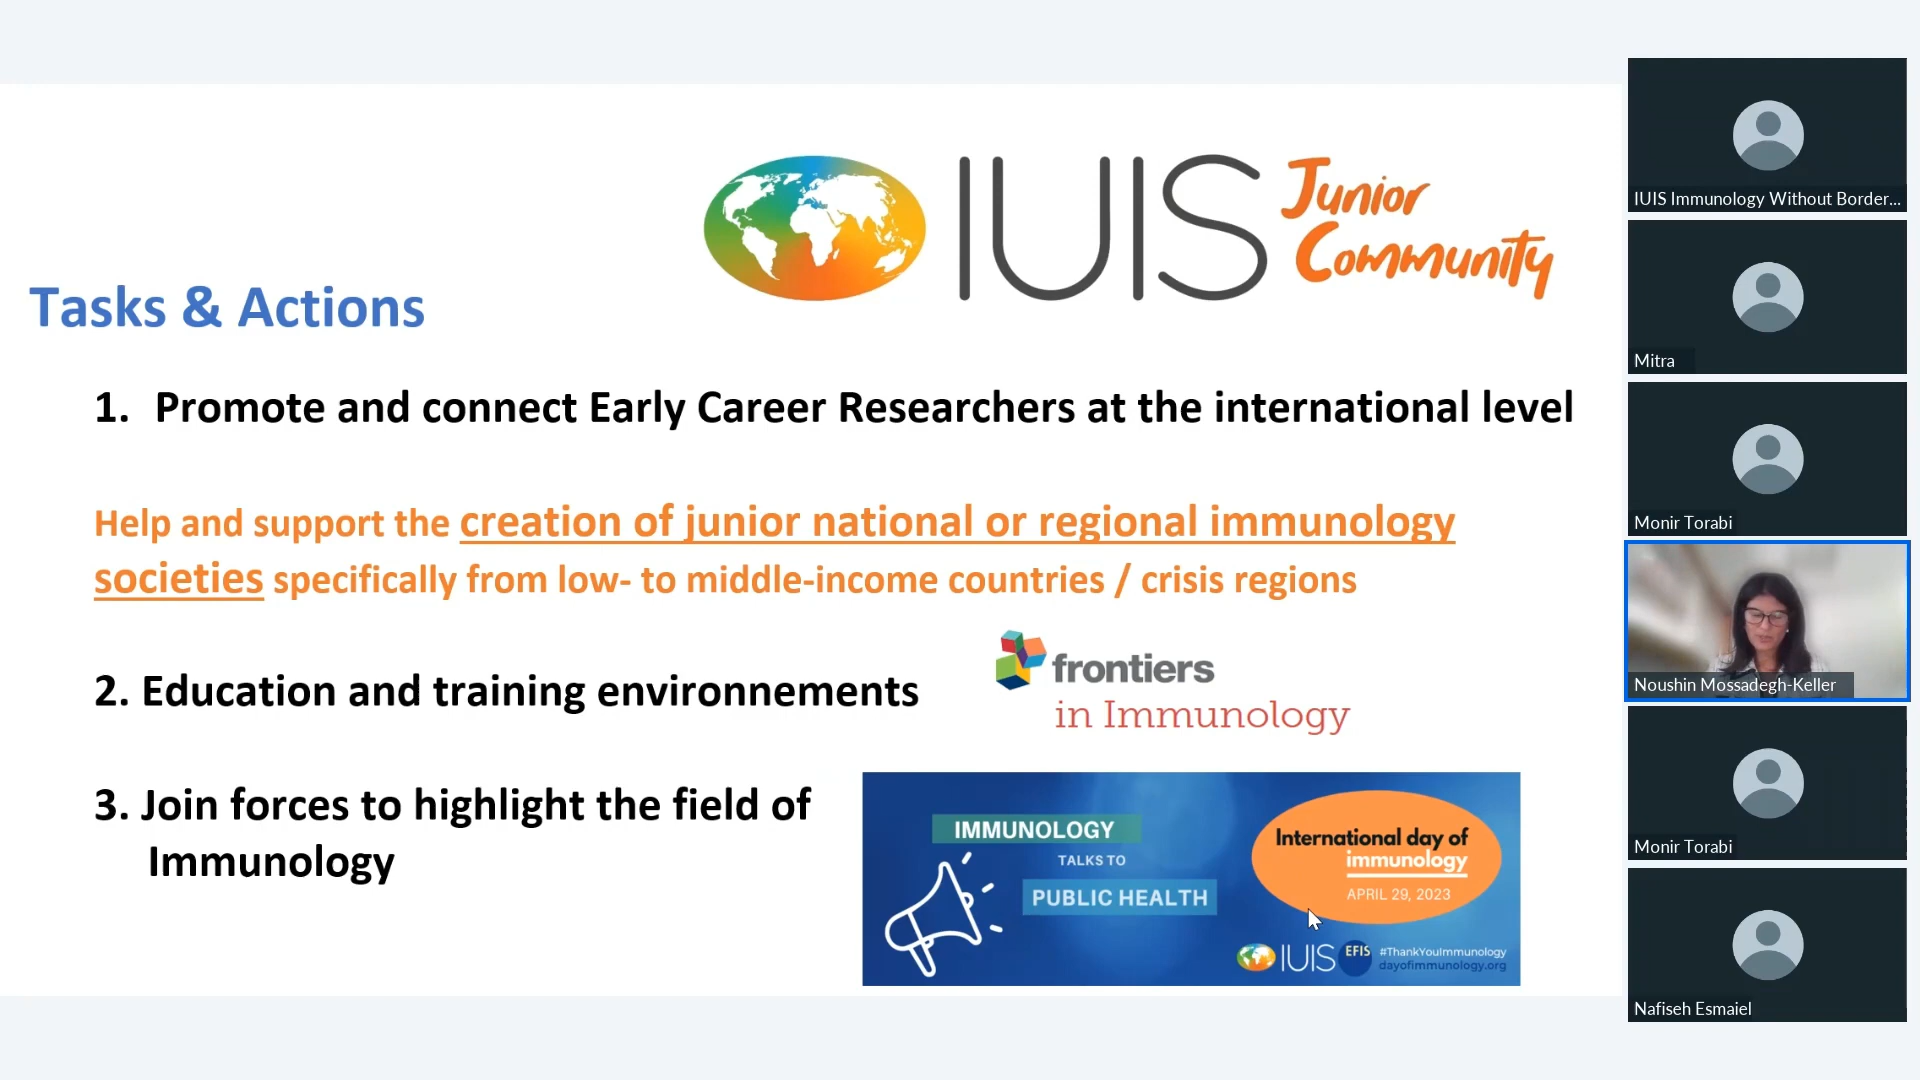 IUIS Junior
Community
Tasks & Actions
1. Promote and connect Early Career Researchers at the international level
Help and support the creation of junior national or regional immunology
societies specifically from low- to middle-income countries / crisis regions
2. Education and training environnements
frontiers
in Immunology
3. Join forces to highlight the field of
Immunology
IMMUNOLOGY
TALKS TO
PUBLIC HEALTH
International day of
immunology
APRIL 29, 2023
IUIS
EFIS
#ThankYouImmunology
dayofimmunology.org
IUIS Immunology Without Border...
Mitra
Monir Torabi
Noushin Mossadegh-Keller
Monir Torabi
Nafiseh Esmaiel